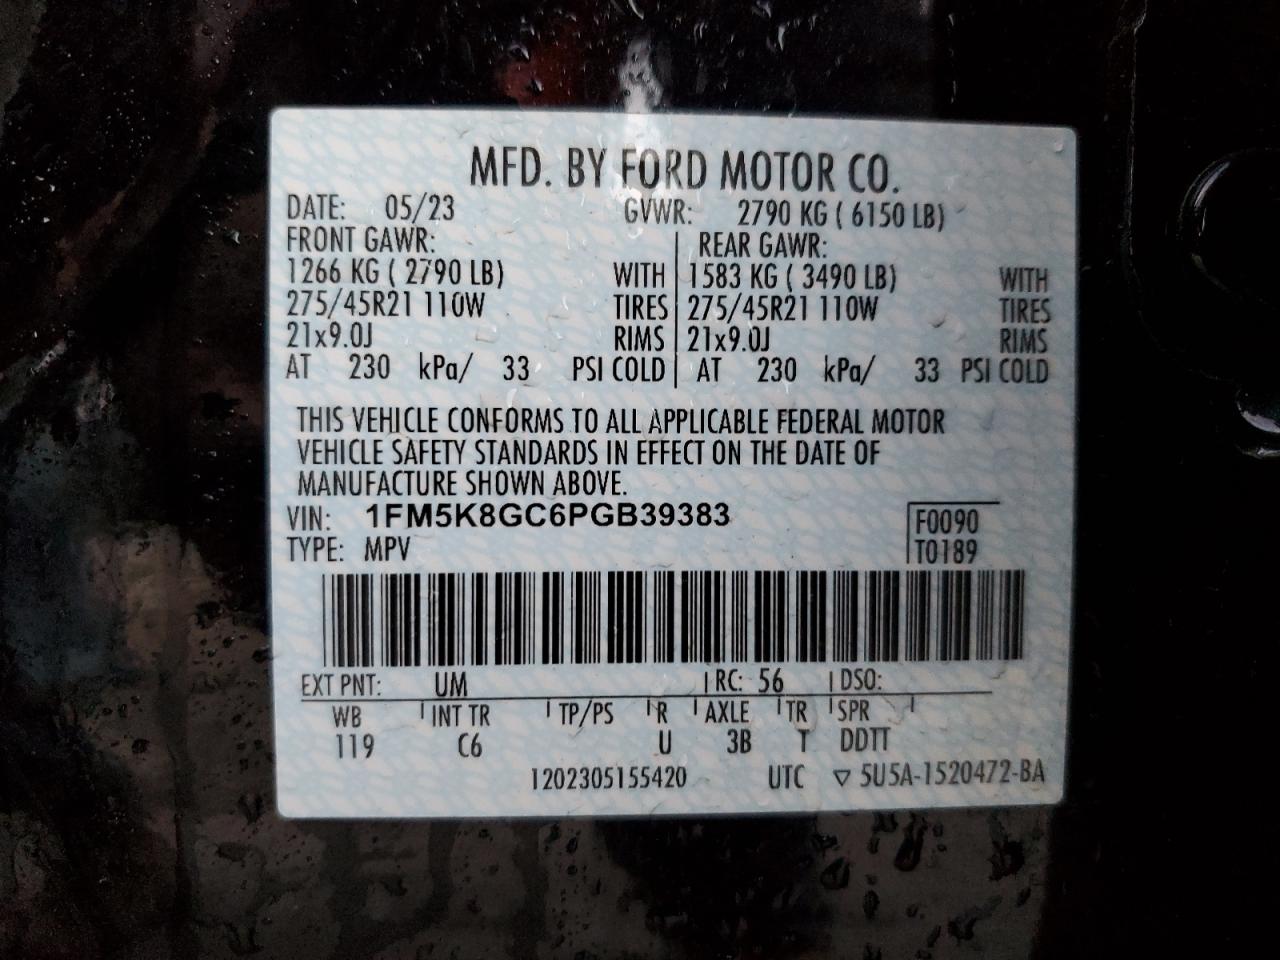 MFD. BY FORD MOTOR CO.
DATE: 05/23 GVWR: 2790 KG ( 6150 LB)
FRONT GAWR: REAR GAWR:
1266 KG ( 2790 LB) WITH 1583 KG ( 3490 LB) WITH
275/45R21 110W TIRES 275/45R21 110W TIRES
21x9.0J RIMS 21x9.0J RIMS
AT 230 kPa/ 33 PSI COLD AT 230 kPa/ 33 PSI COLD
THIS VEHICLE CONFORMS TO ALL APPLICABLE FEDERAL MOTOR
VEHICLE SAFETY STANDARDS IN EFFECT ON THE DATE OF
MANUFACTURE SHOWN ABOVE.
VIN: 1FM5K8GC6PGB39383 F0090
TYPE: MPV T0189
EXT PNT: UM RC: 56 DSO:
WB INT TR TP/PS R AXLE TR SPR
119 C6 U 3B T DDTT
1202305155420 UTC ▽ 5U5A-1520472-BA